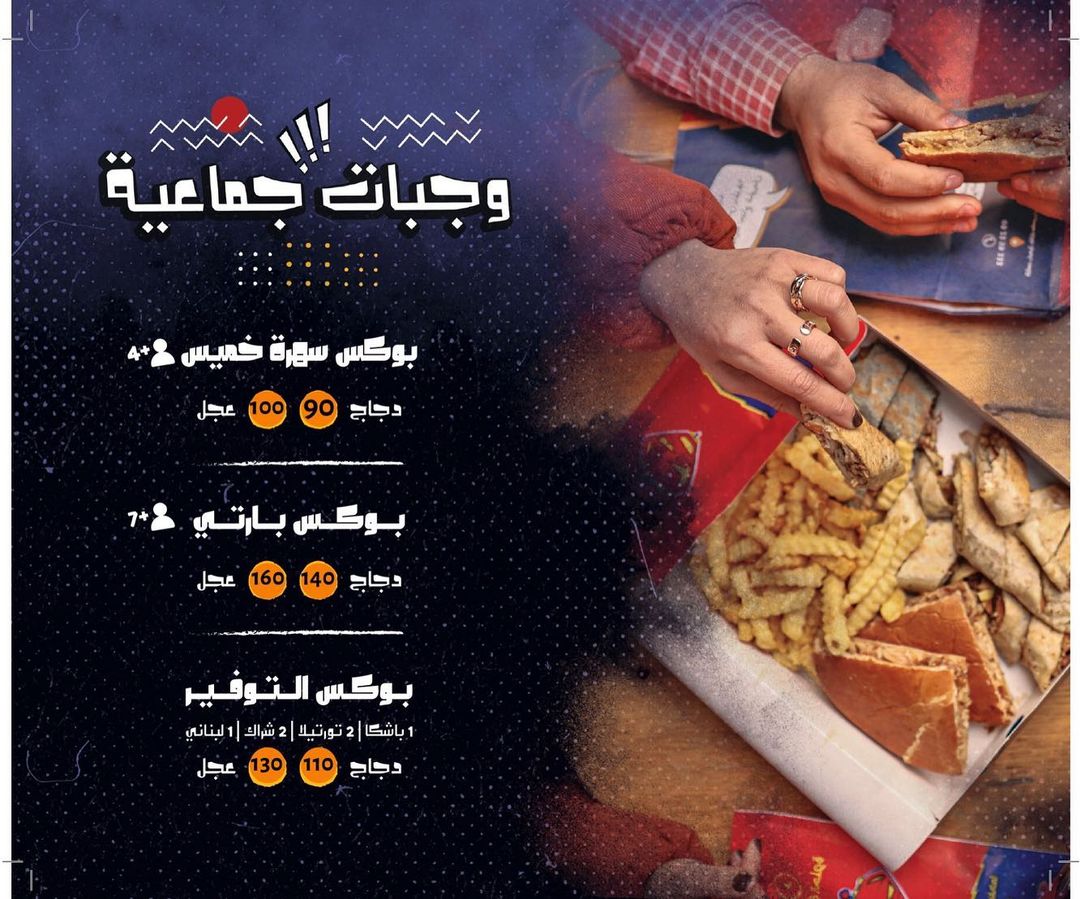 وجبات جماعية !!!
بوكس سهرة خميس 4+
دجاج 90 100 عجل
بوكس بارتي 7+
دجاج 140 160 عجل
بوكس التوفير
1 باشكا | 2 تورتيلا | 2 شراك | 1 لبناني
دجاج 110 130 عجل